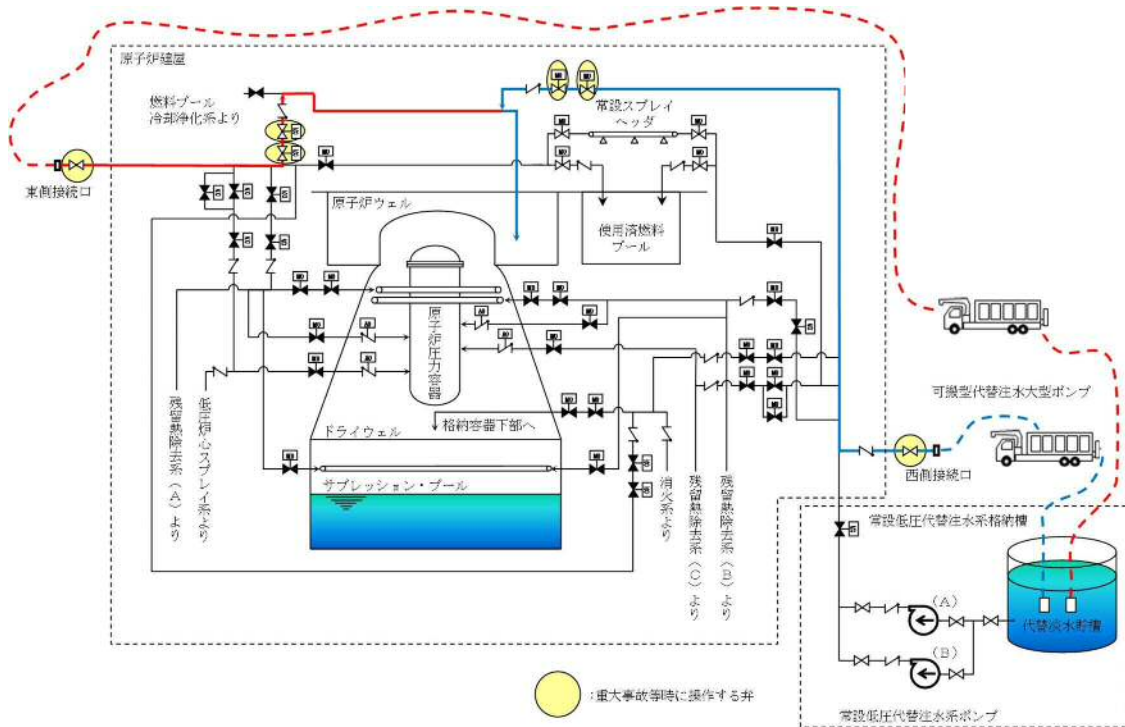 原子炉建屋
燃料プール
冷却浄化系より
常設スプレイ
ヘッダ
東側接続口
原子炉ウェル
使用済燃料
プール
原子炉圧力容器
可搬型代替注水大型ポンプ
格納容器下部へ
ドライウェル
サプレッション・プール
残留熱除去系(A)より
低圧炉心スプレイ系より
消火系より
残留熱除去系(C)より
残留熱除去系(B)より
西側接続口
常設低圧代替注水系格納槽
(A)
代替淡水貯槽
(B)
常設低圧代替注水系ポンプ
:重大事故等時に操作する弁